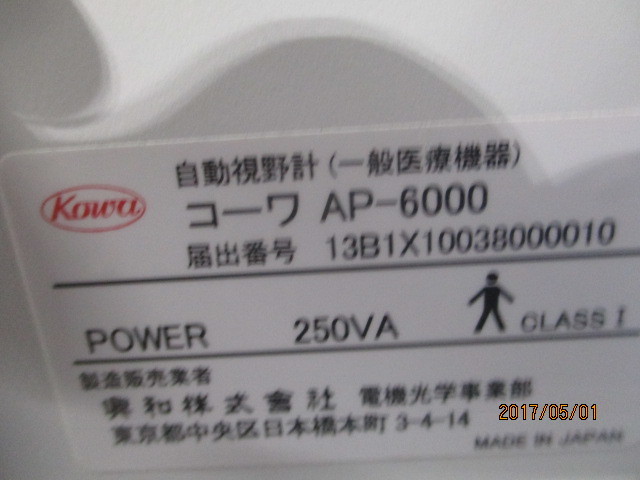 自動視野計 (一般医療機器)
Kowa
コーワ AP-6000
届出番号 13B1X10038000010
POWER 250VA
CLASS I
製造販売業者
興和株式会社 電機光学事業部
東京都中央区日本橋本町 3-4-14
2017/05/01
MADE IN JAPAN